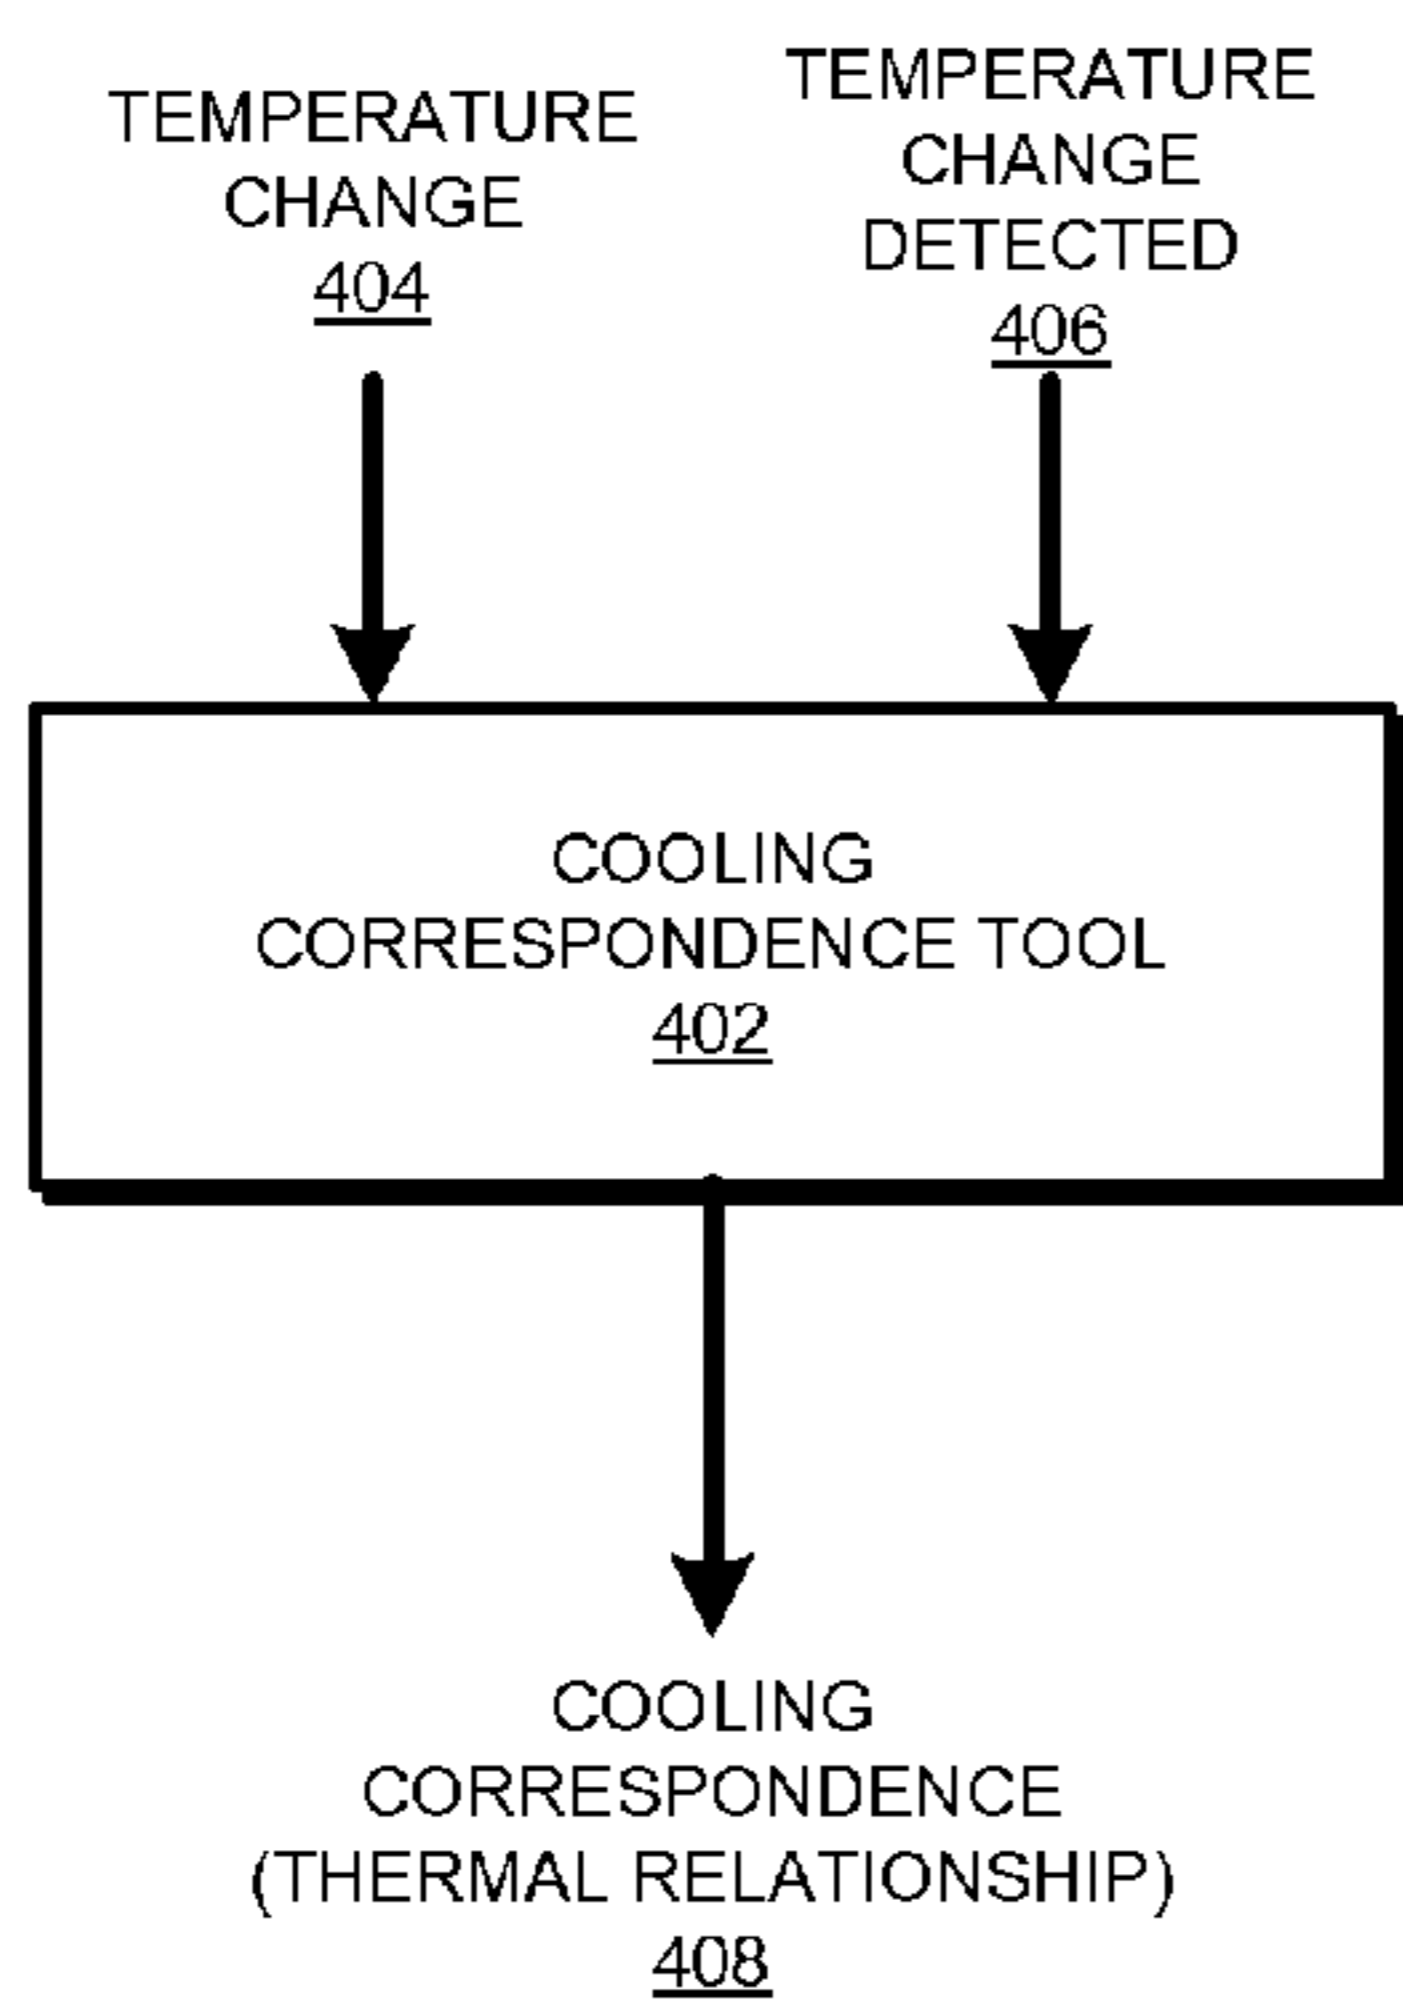 TEMPERATURE
CHANGE
404
TEMPERATURE
CHANGE
DETECTED
406
COOLING
CORRESPONDENCE TOOL
402
COOLING
CORRESPONDENCE
(THERMAL RELATIONSHIP)
408